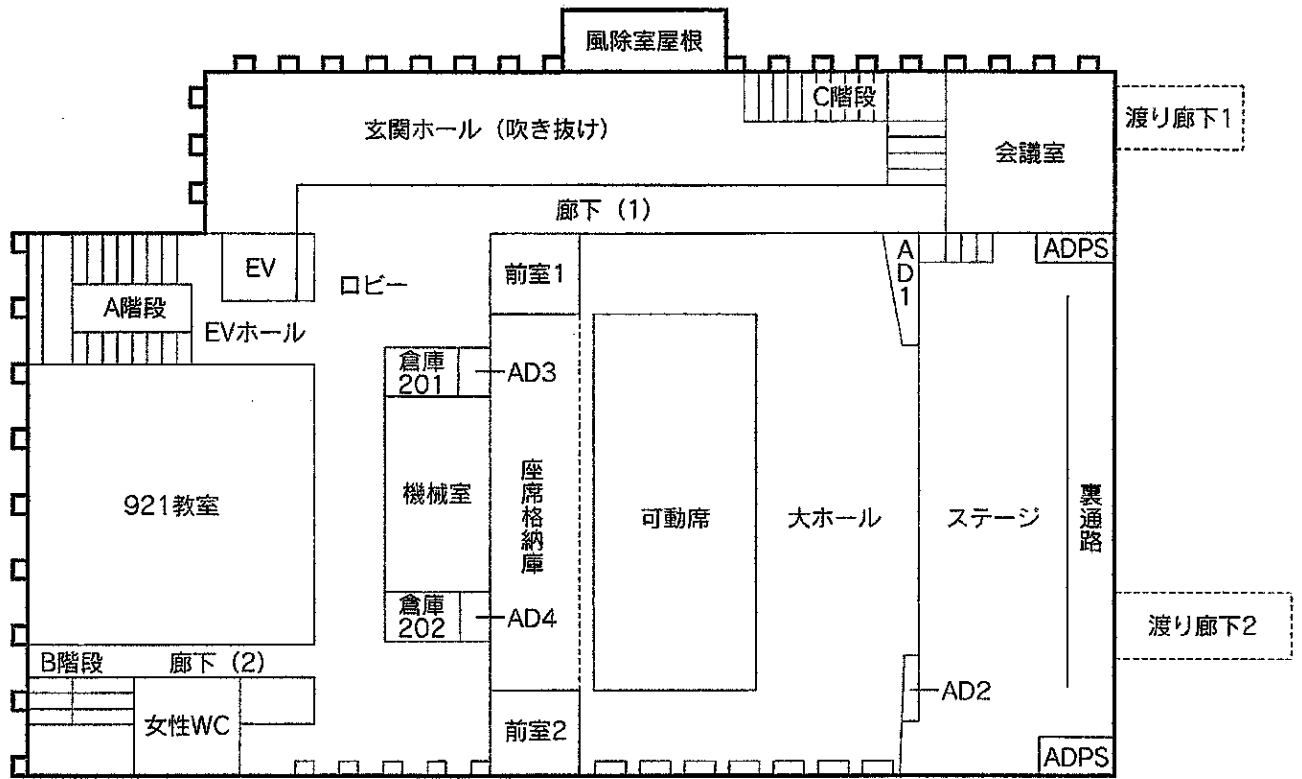 風除室屋根
C階段
渡り廊下1
玄関ホール（吹き抜け）
会議室
廊下（1）
EV
ロビー
前室1
AD1
ADPS
A階段
EVホール
倉庫
201
AD3
921教室
機械室
座席格納庫
可動席
大ホール
ステージ
裏通路
倉庫
202
AD4
渡り廊下2
B階段
廊下（2）
AD2
女性WC
前室2
ADPS